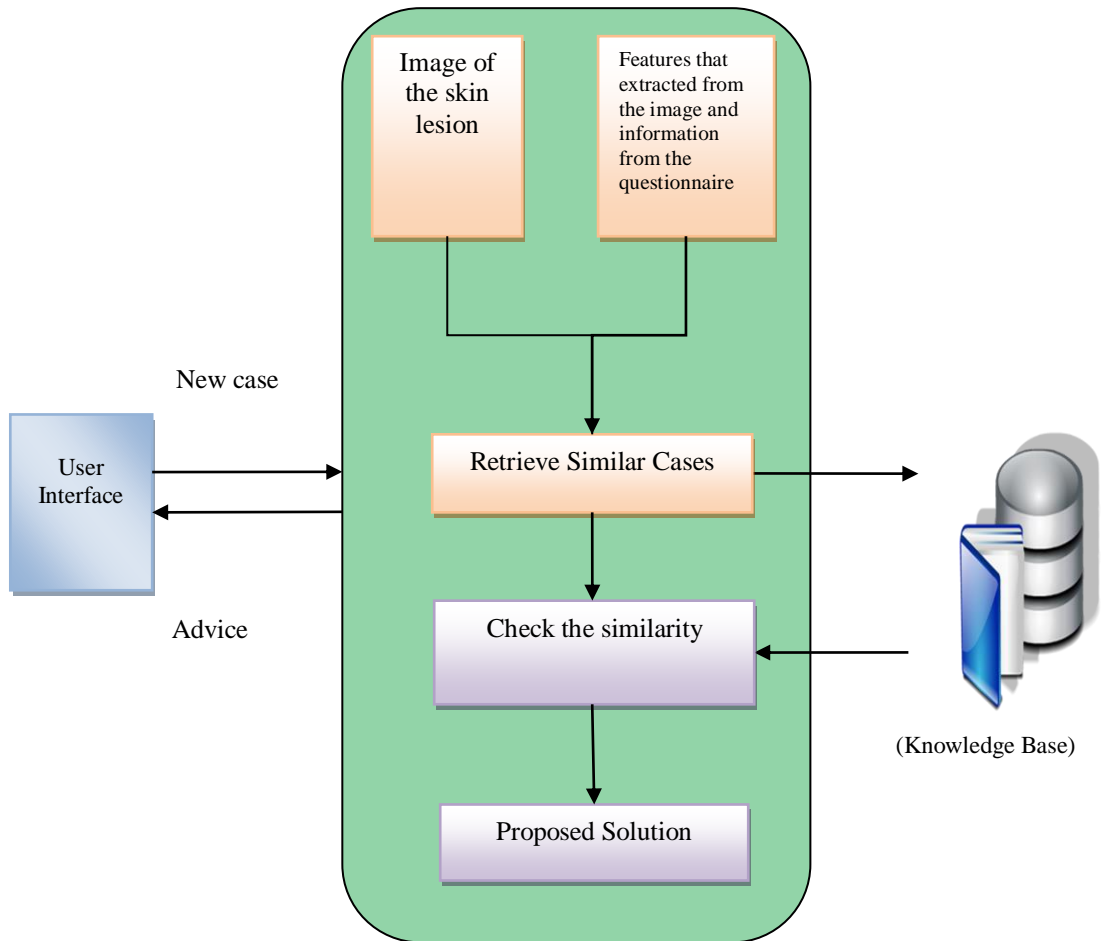 Image of
the skin
lesion
Features that
extracted from
the image and
information
from the
questionnaire
New case
User
Interface
Retrieve Similar Cases
Advice
Check the similarity
(Knowledge Base)
Proposed Solution